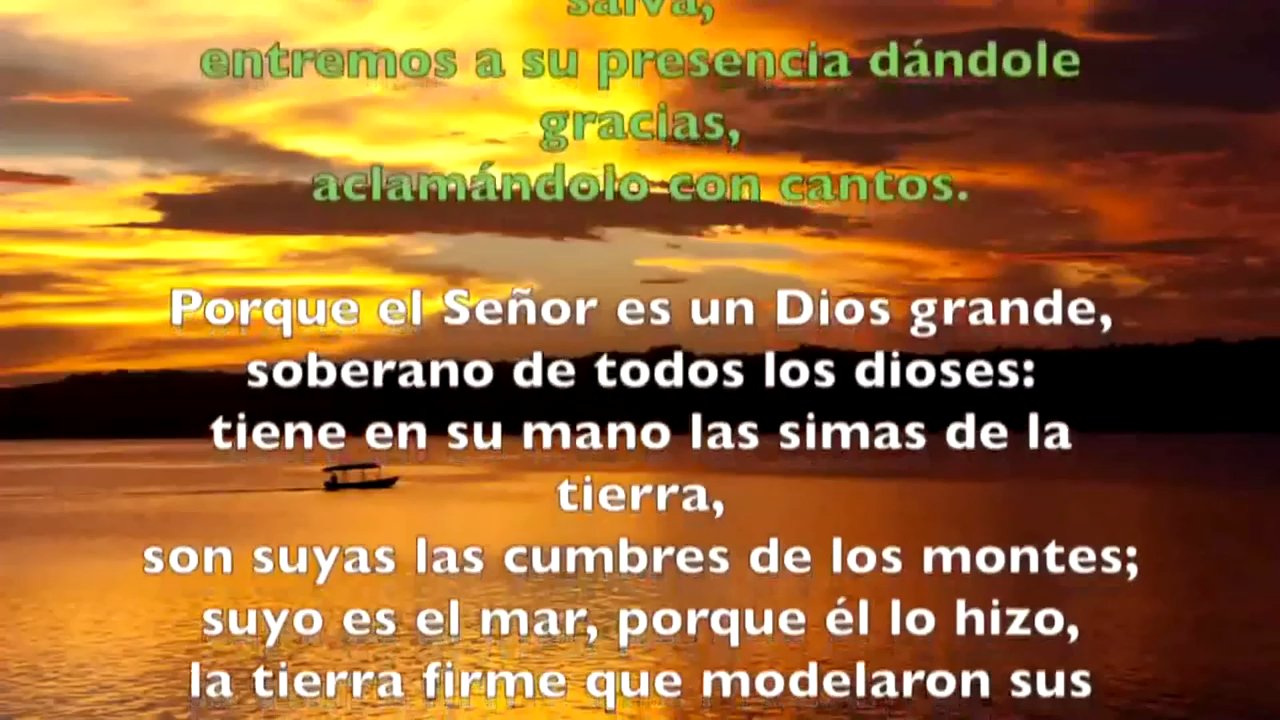 salva,
entremos a su presencia dándole
gracias,
aclamándolo con cantos.
Porque el Señor es un Dios grande,
soberano de todos los dioses:
tiene en su mano las simas de la
tierra,
son suyas las cumbres de los montes;
suyo es el mar, porque él lo hizo,
la tierra firme que modelaron sus